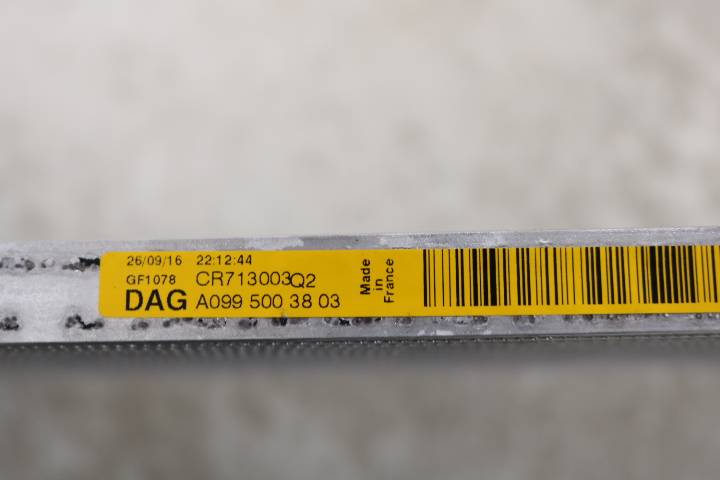 26/09/16 22:12:44
GF1078 CR713003Q2
DAG A099 500 38 03
Made
in
France